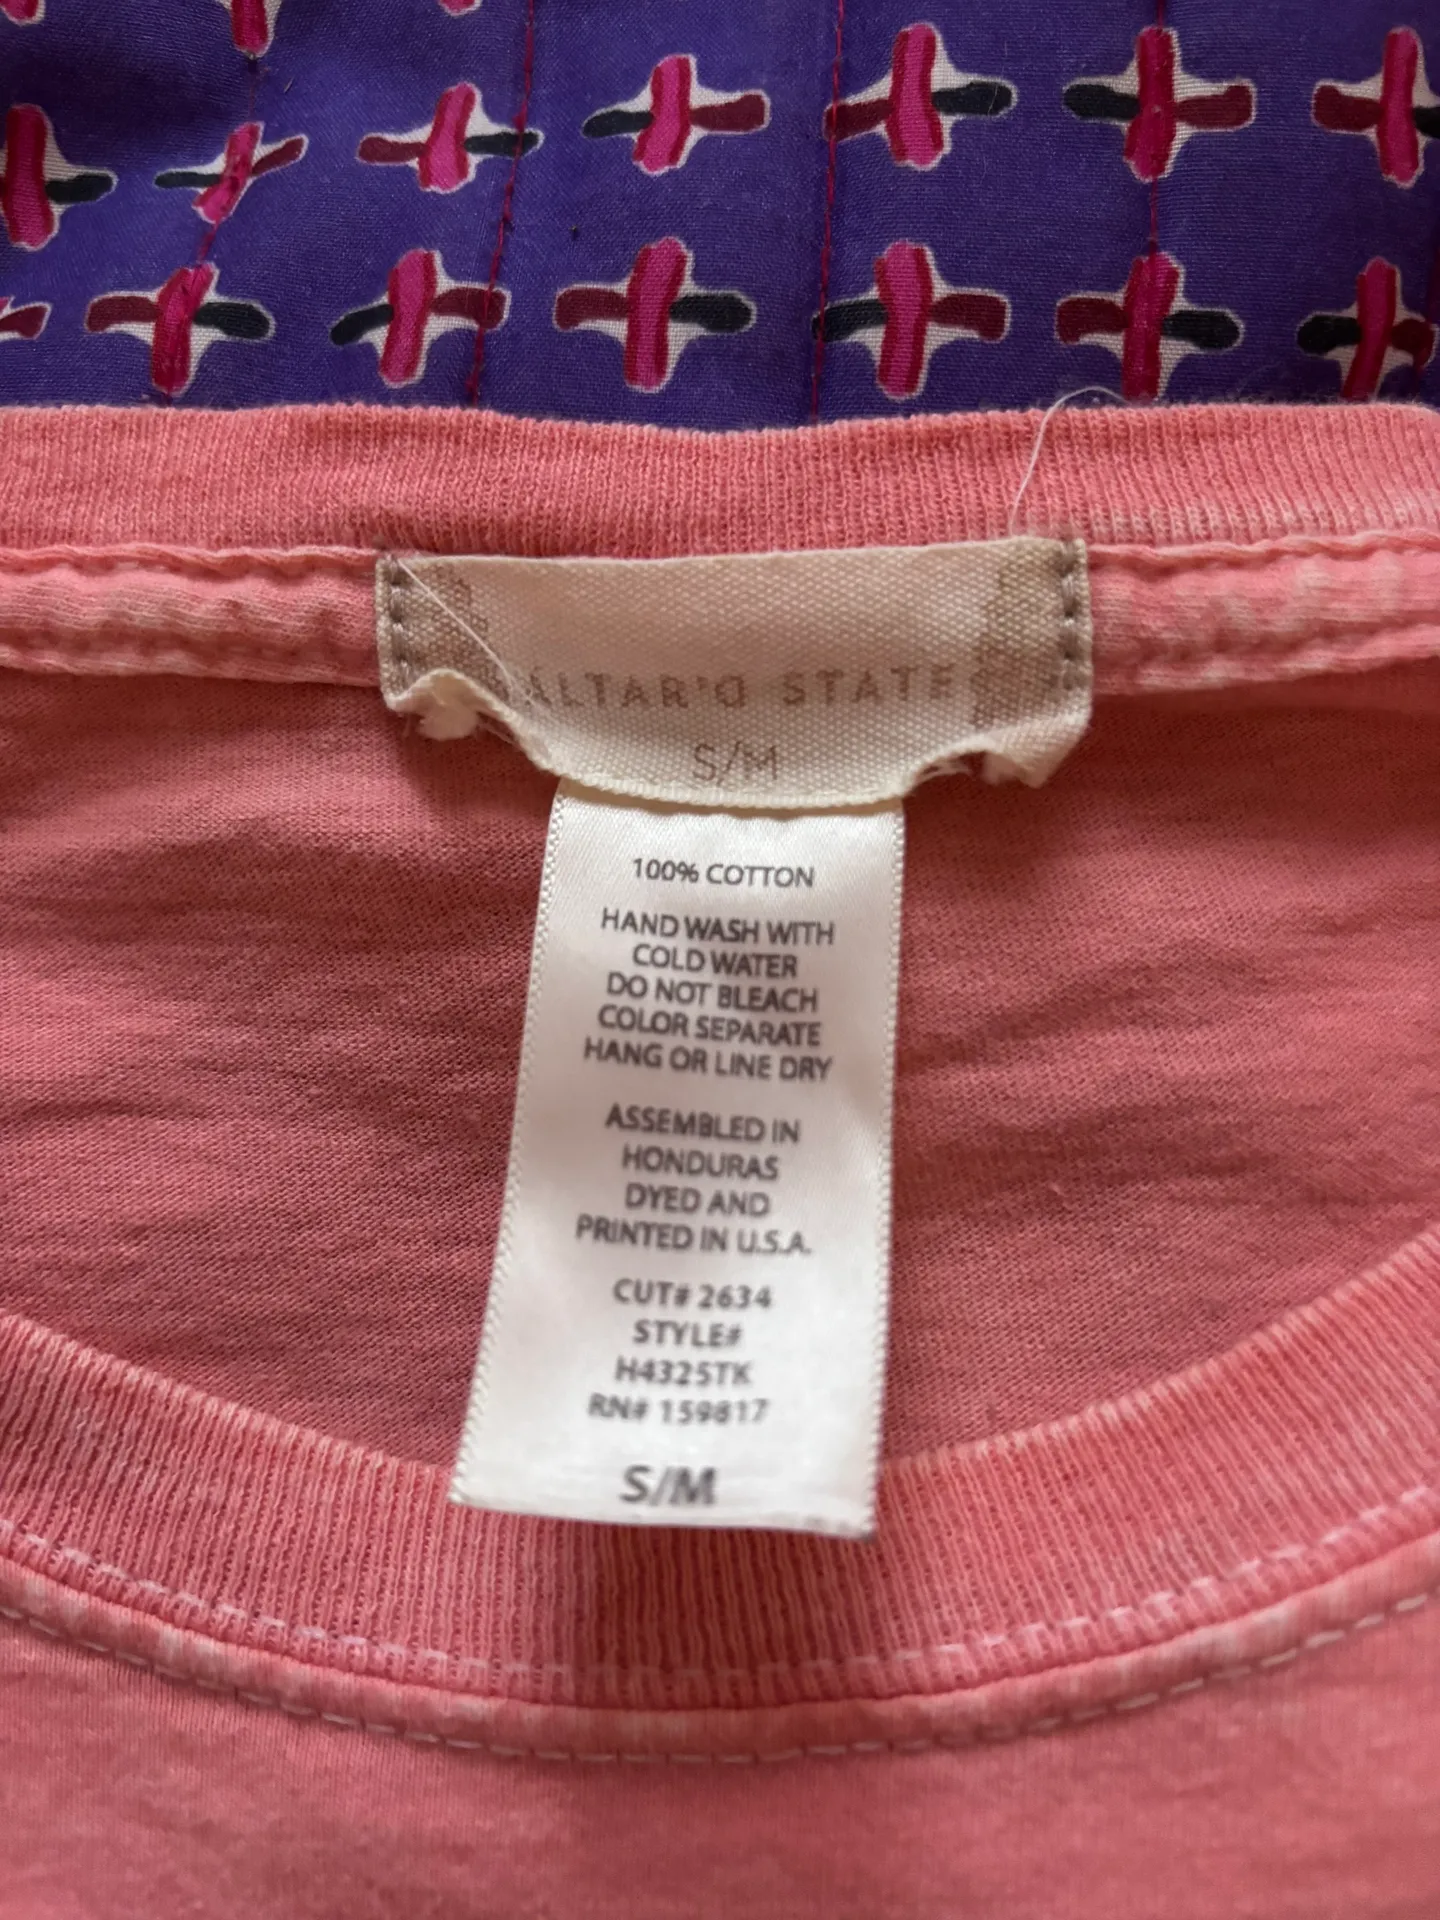 ALTAR'D STATE
S/M
100% COTTON
HAND WASH WITH
COLD WATER
DO NOT BLEACH
COLOR SEPARATE
HANG OR LINE DRY
ASSEMBLED IN
HONDURAS
DYED AND
PRINTED IN U.S.A.
CUT# 2634
STYLE#
H4325TK
RN# 159817
S/M